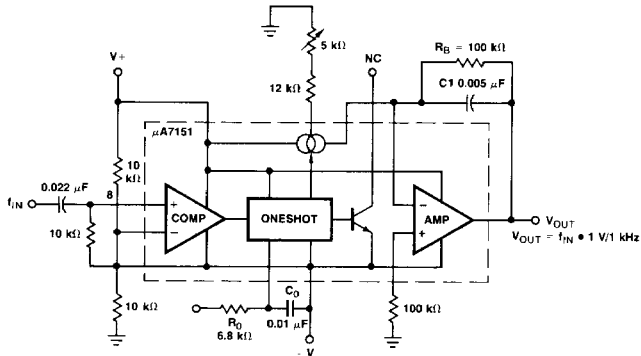 5 kΩ
V+
12 kΩ
NC
R_B = 100 kΩ
C1 0.005 μF
μA7151
10 kΩ
0.022 μF
8
f_IN
+
COMP
−
ONESHOT
−
AMP
+
V_OUT
V_OUT = f_IN • 1 V/1 kHz
10 kΩ
10 kΩ
R_0
6.8 kΩ
C_0
0.01 μF
- V
100 kΩ